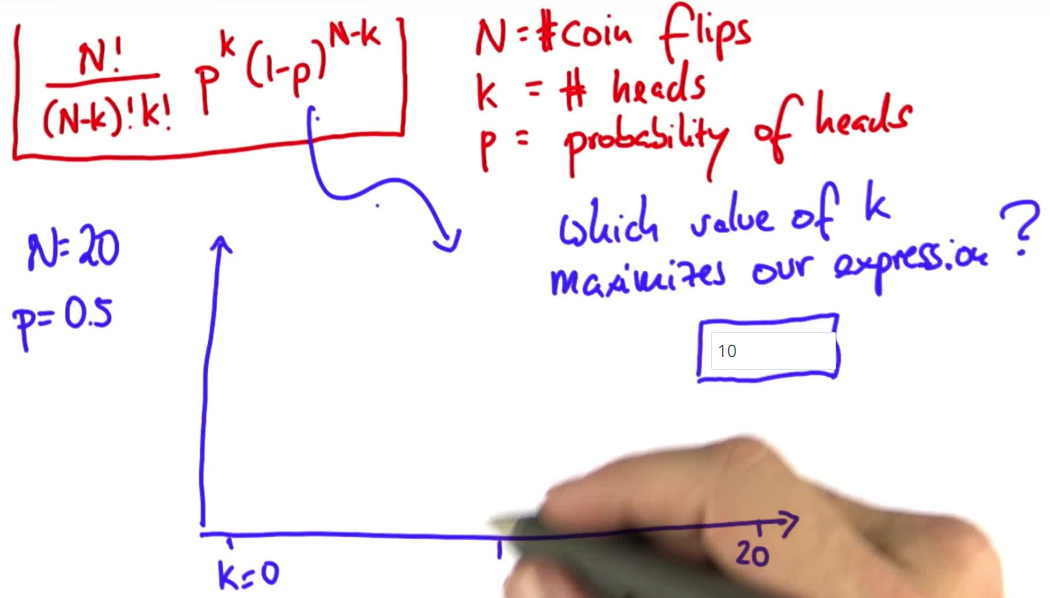 N!
(N-k)!k! p^k (1-p)^N-k
N = #coin flips
k = # heads
p = probability of heads
N=20
p= 0.5
which value of k
maximizes our expression ?
10
k=0
20